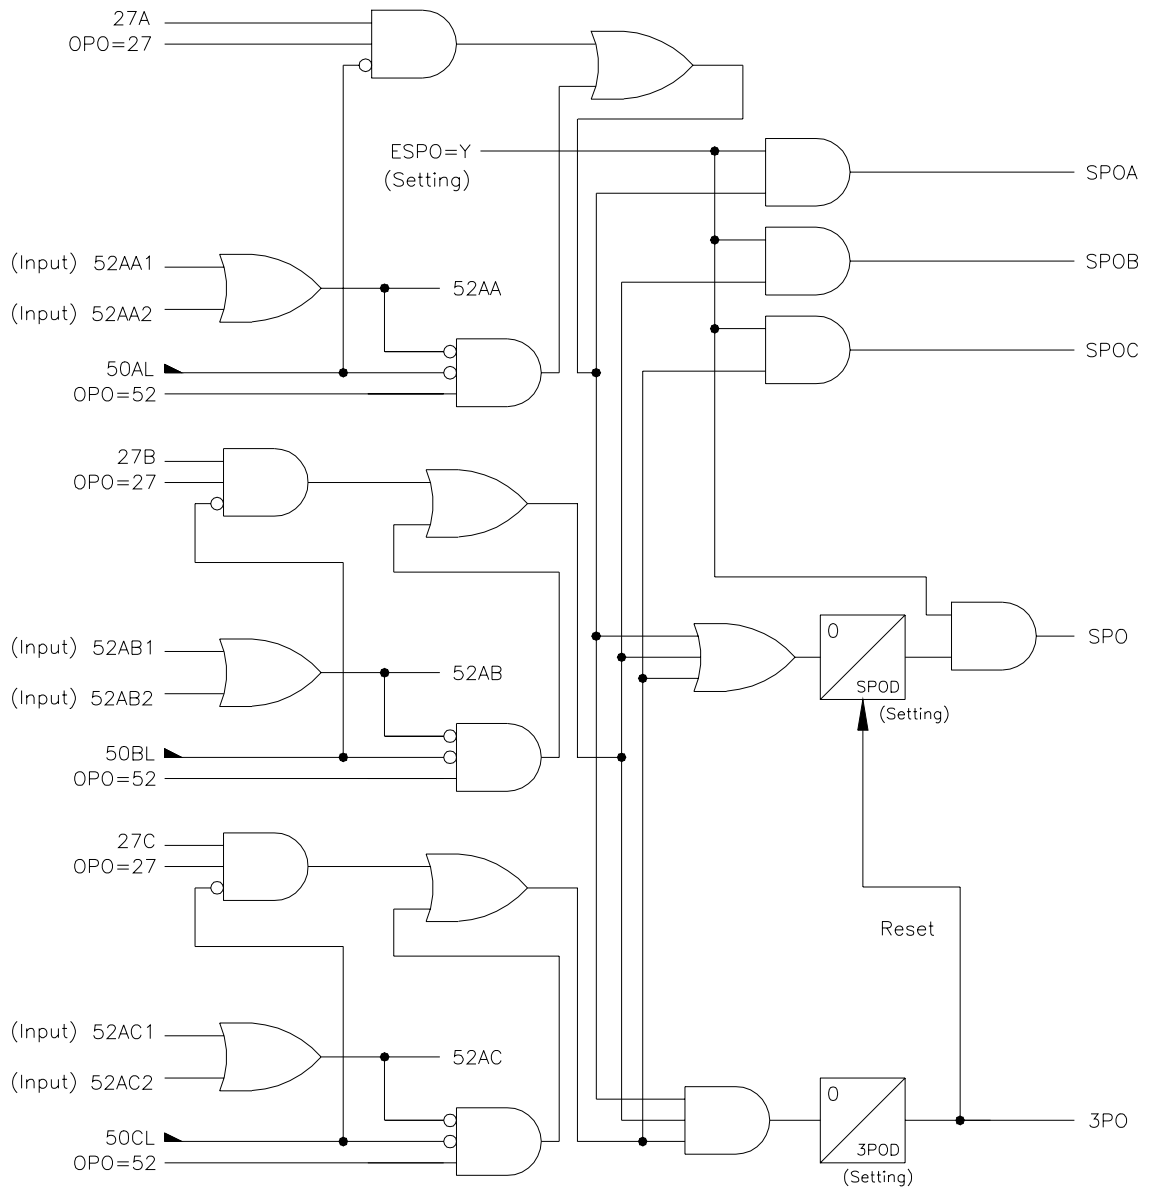 27A
OPO=27
ESPO=Y
(Setting)
SPOA
SPOB
SPOC
(Input) 52AA1
(Input) 52AA2
52AA
50AL
OPO=52
27B
OPO=27
(Input) 52AB1
(Input) 52AB2
52AB
50BL
OPO=52
0
SPOD
(Setting)
SPO
27C
OPO=27
Reset
(Input) 52AC1
(Input) 52AC2
52AC
50CL
OPO=52
0
3POD
(Setting)
3PO